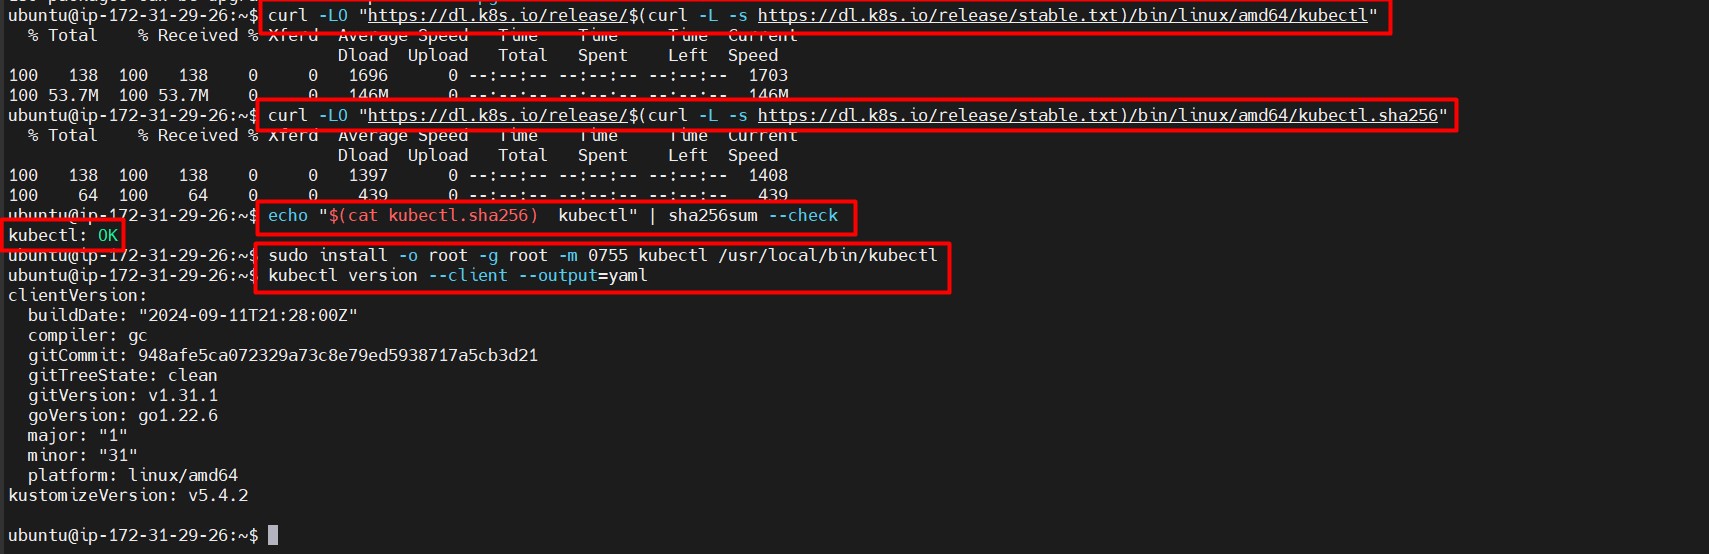 ubuntu@ip-172-31-29-26:~$ curl -LO "https://dl.k8s.io/release/$(curl -L -s https://dl.k8s.io/release/stable.txt)/bin/linux/amd64/kubectl"
  % Total    % Received % Xferd  Average Speed   Time    Time     Time  Current
                                 Dload  Upload   Total   Spent    Left  Speed
100   138  100   138    0     0   1696      0 --:--:-- --:--:-- --:--:--  1703
100 53.7M  100 53.7M    0     0   146M      0 --:--:-- --:--:-- --:--:--  146M
ubuntu@ip-172-31-29-26:~$ curl -LO "https://dl.k8s.io/release/$(curl -L -s https://dl.k8s.io/release/stable.txt)/bin/linux/amd64/kubectl.sha256"
  % Total    % Received % Xferd  Average Speed   Time    Time     Time  Current
                                 Dload  Upload   Total   Spent    Left  Speed
100   138  100   138    0     0   1397      0 --:--:-- --:--:-- --:--:--  1408
100    64  100    64    0     0    439      0 --:--:-- --:--:-- --:--:--   439
ubuntu@ip-172-31-29-26:~$ echo "$(cat kubectl.sha256)  kubectl" | sha256sum --check
kubectl: OK
ubuntu@ip-172-31-29-26:~$ sudo install -o root -g root -m 0755 kubectl /usr/local/bin/kubectl
ubuntu@ip-172-31-29-26:~$ kubectl version --client --output=yaml
clientVersion:
  buildDate: "2024-09-11T21:28:00Z"
  compiler: gc
  gitCommit: 948afe5ca072329a73c8e79ed5938717a5cb3d21
  gitTreeState: clean
  gitVersion: v1.31.1
  goVersion: go1.22.6
  major: "1"
  minor: "31"
  platform: linux/amd64
kustomizeVersion: v5.4.2
ubuntu@ip-172-31-29-26:~$